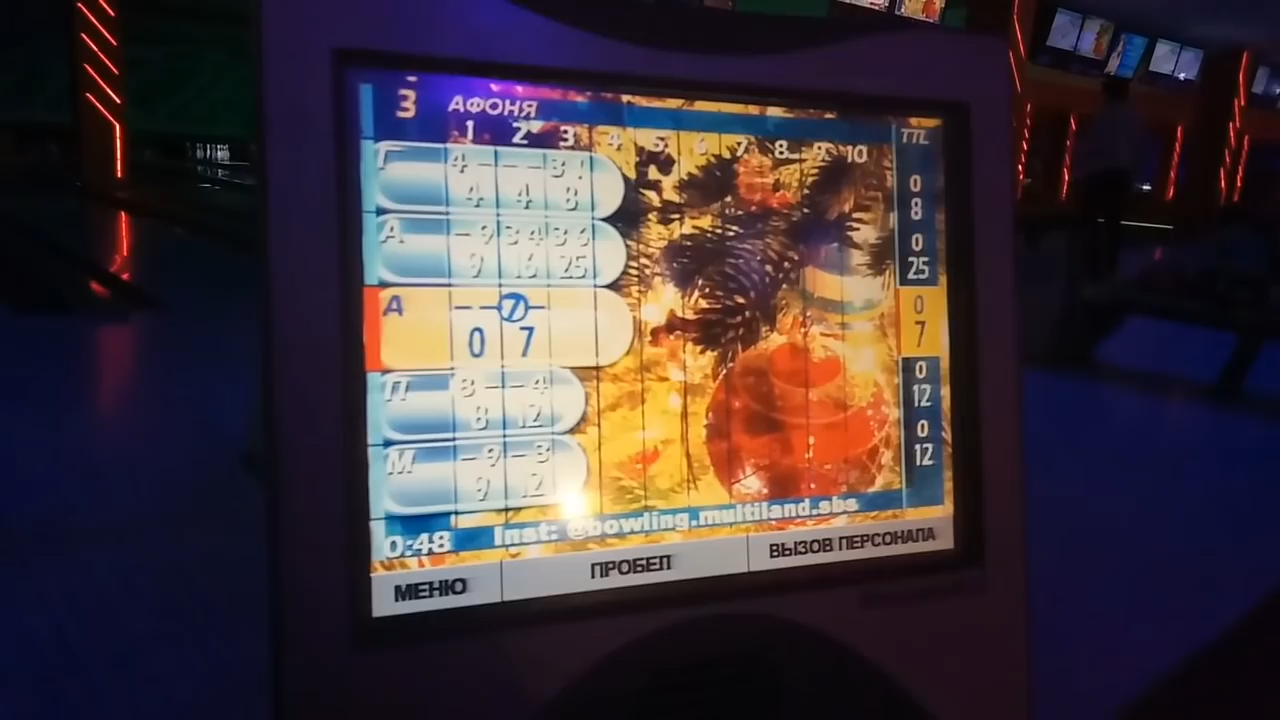 3 АФОНЯ
1 2 3 4 5 6 7 8 9 10 TTL
Г 4 – – – 3 1 0
4 4 8 8
А – 9 3 4 3 6 0
9 16 25 25
А – – 7 – 0
0 7 7
П 8 – – 4 0
8 12 12
М – 9 – 3 0
9 12 12
0:48 Inst: @bowling.multiland.sbs
МЕНЮ ПРОБЕЛ ВЫЗОВ ПЕРСОНАЛА